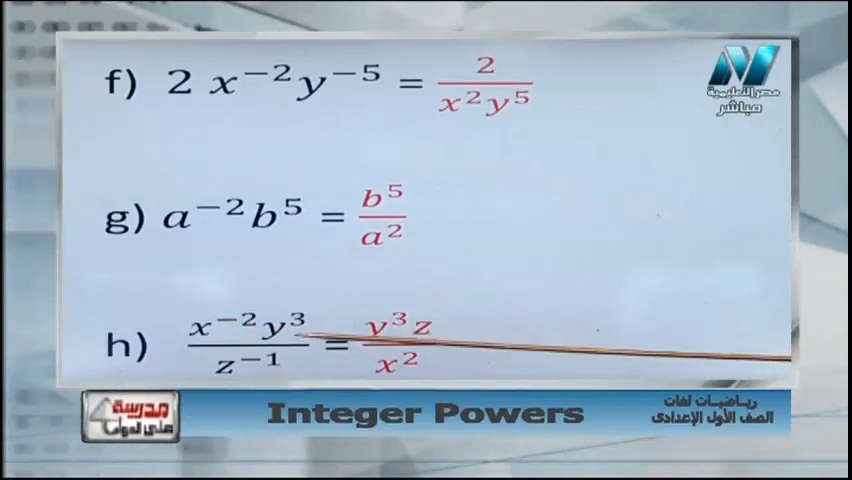 f) 2 x⁻²y⁻⁵ = 2/(x²y⁵)
مصر التعليمية
مباشر
g) a⁻²b⁵ = b⁵/a²
h) (x⁻²y³)/(z⁻¹) = (y³z)/x²
مدرسة
على الهواء
Integer Powers
رياضيات لغات
الصف الأول الإعدادى